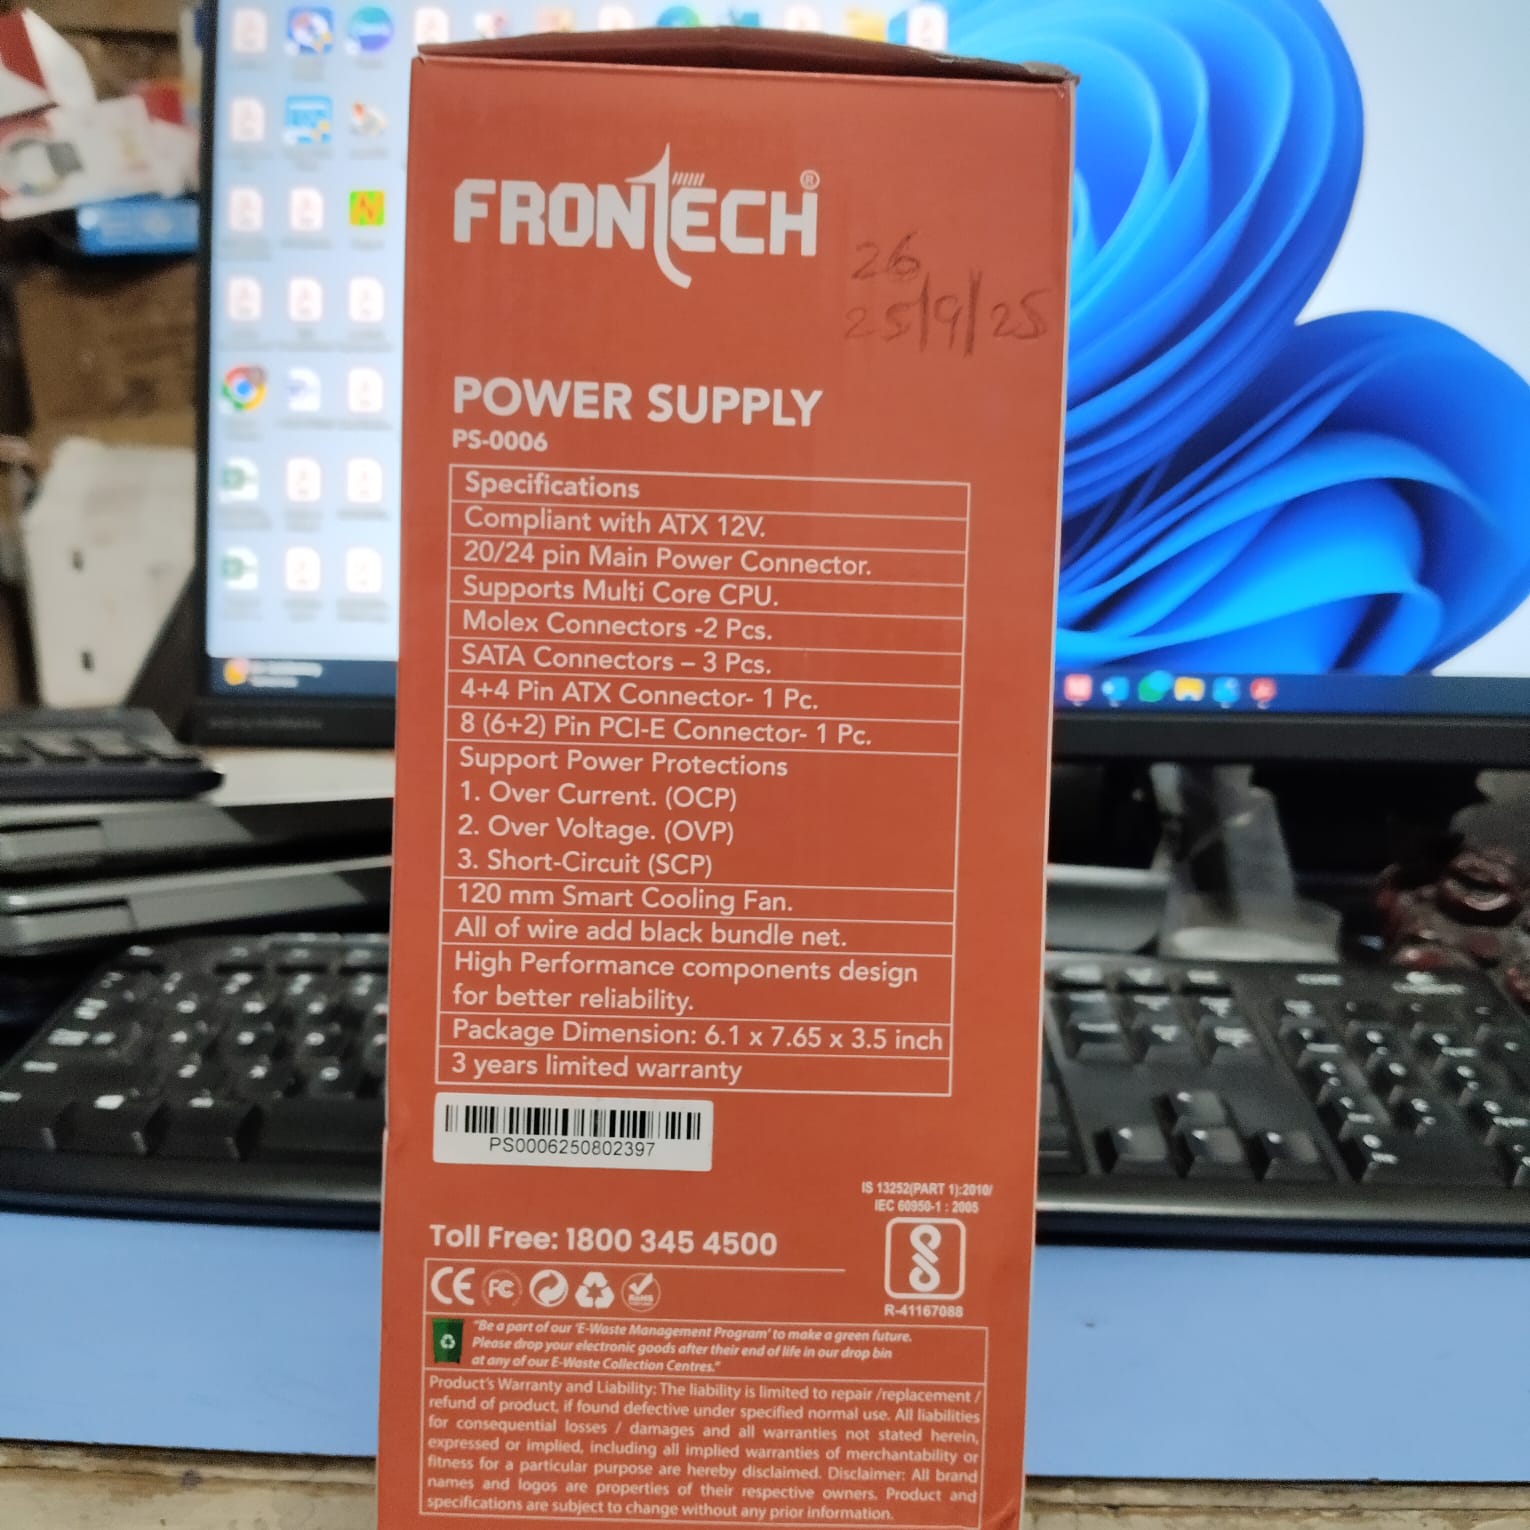 FRONTECH®
26
25/9/25
POWER SUPPLY
PS-0006
Specifications
Compliant with ATX 12V.
20/24 pin Main Power Connector.
Supports Multi Core CPU.
Molex Connectors -2 Pcs.
SATA Connectors – 3 Pcs.
4+4 Pin ATX Connector- 1 Pc.
8 (6+2) Pin PCI-E Connector- 1 Pc.
Support Power Protections
1. Over Current. (OCP)
2. Over Voltage. (OVP)
3. Short-Circuit (SCP)
120 mm Smart Cooling Fan.
All of wire add black bundle net.
High Performance components design
for better reliability.
Package Dimension: 6.1 x 7.65 x 3.5 inch
3 years limited warranty
PS0006250802397
IS 13252(PART 1):2010/
IEC 60950-1 : 2005
Toll Free: 1800 345 4500
R-41167088
CE FC RoHS
"Be a part of our 'E-Waste Management Program' to make a green future.
Please drop your electronic goods after their end of life in our drop bin
at any of our E-Waste Collection Centres."
Product's Warranty and Liability: The liability is limited to repair /replacement /
refund of product, if found defective under specified normal use. All liabilities
for consequential losses / damages and all warranties not stated herein,
expressed or implied, including all implied warranties of merchantability or
fitness for a particular purpose are hereby disclaimed. Disclaimer: All brand
names and logos are properties of their respective owners. Product and
specifications are subject to change without any prior information.